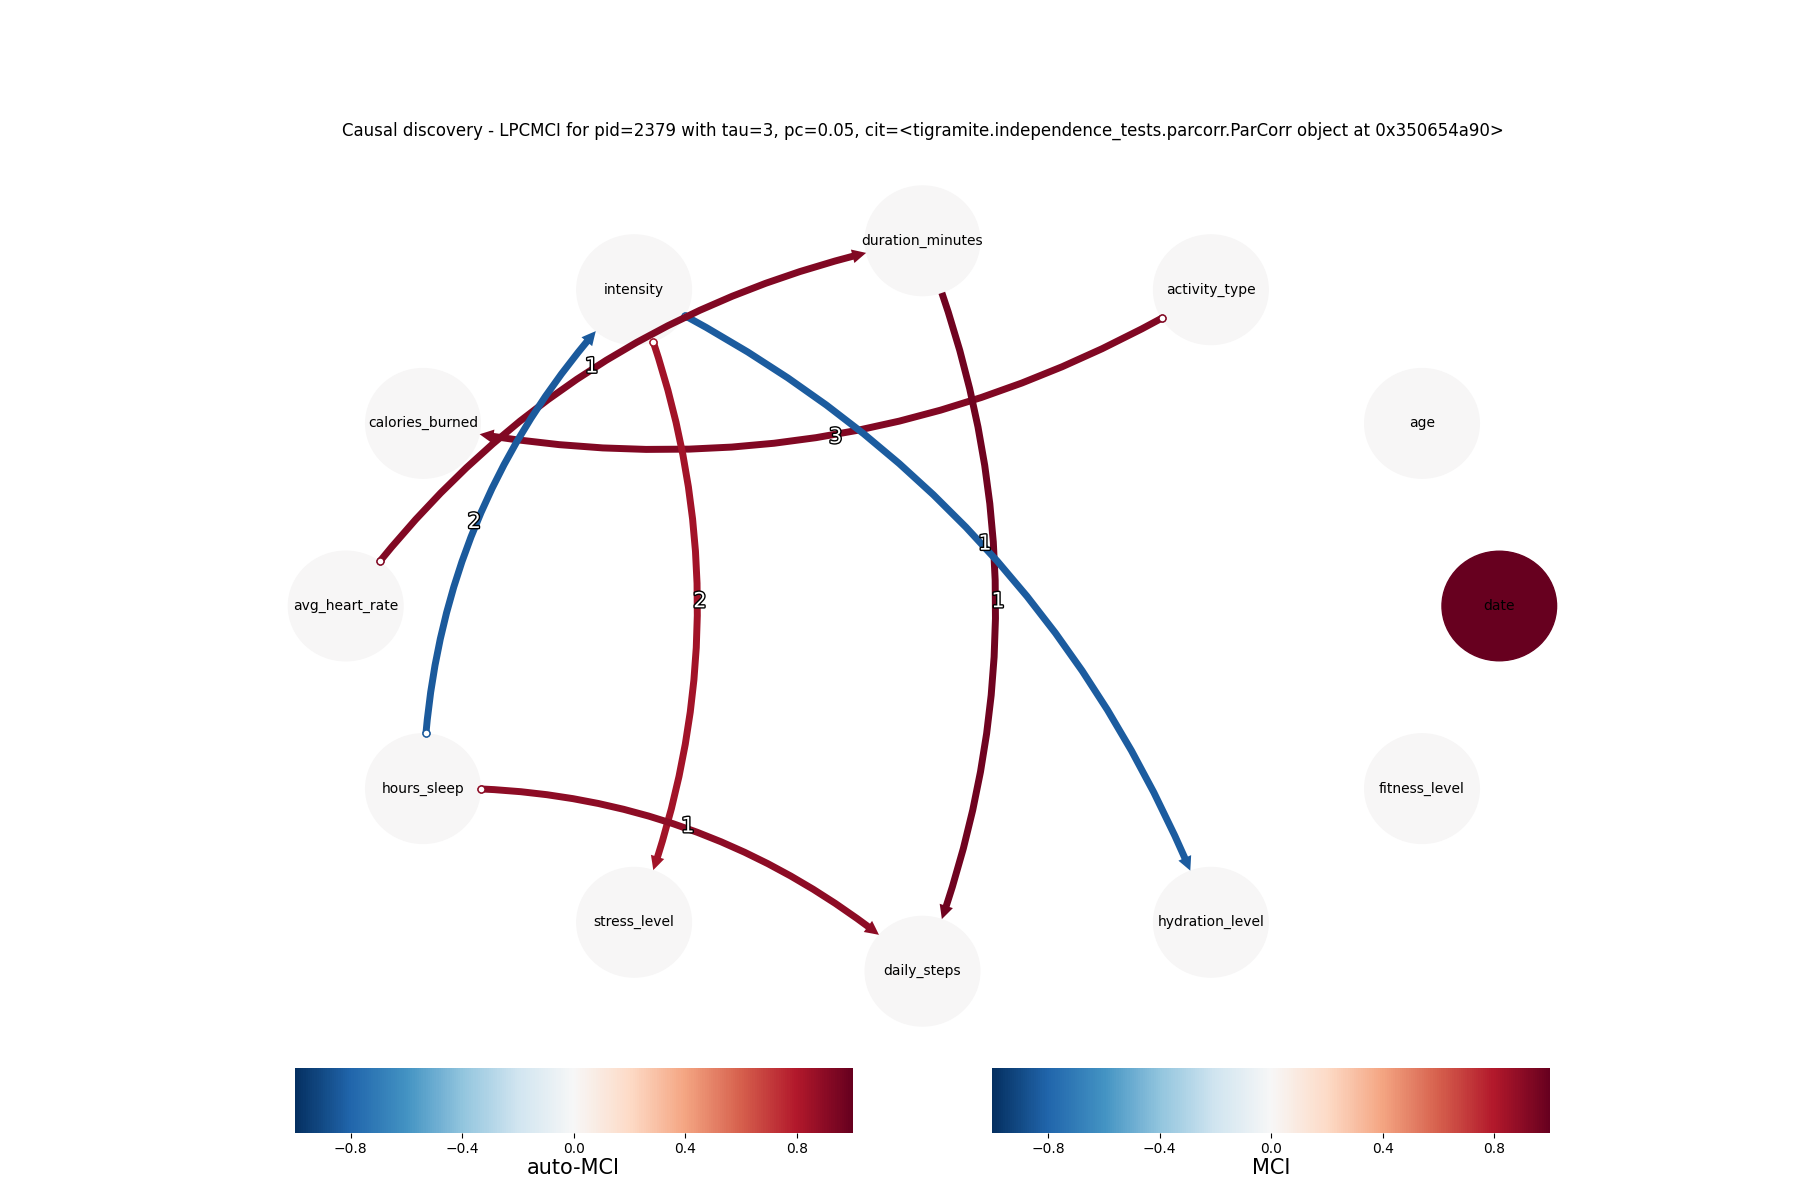 Causal discovery - LPCMCI for pid=2379 with tau=3, pc=0.05, cit=<tigramite.independence_tests.parcorr.ParCorr object at 0x350654a90>
duration_minutes
intensity
activity_type
1
calories_burned
age
3
2
1
avg_heart_rate
2
1
date
hours_sleep
fitness_level
1
stress_level
hydration_level
daily_steps
−0.8 −0.4 0.0 0.4 0.8
auto-MCI
−0.8 −0.4 0.0 0.4 0.8
MCI